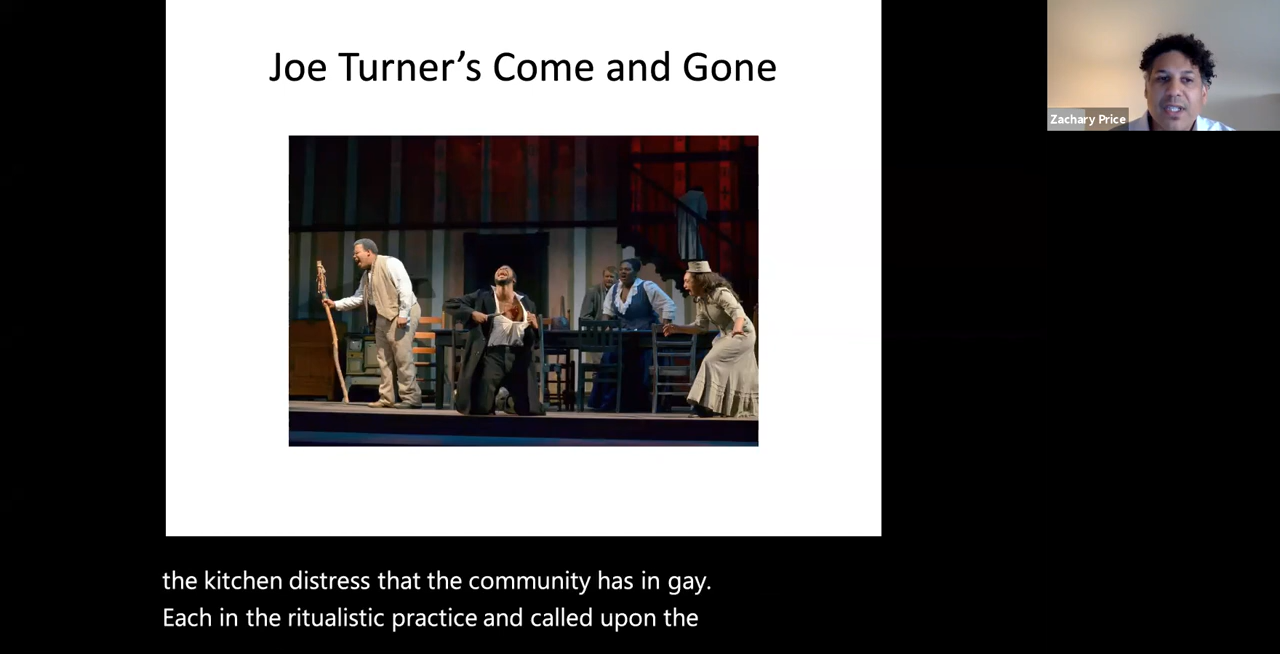 Joe Turner’s Come and Gone
Zachary Price
the kitchen distress that the community has in gay.
Each in the ritualistic practice and called upon the